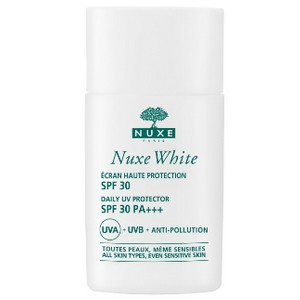 NUXE
PARIS
Nuxe White
ÉCRAN HAUTE PROTECTION
SPF 30
DAILY UV PROTECTOR
SPF 30 PA+++
UVA + UVB + ANTI-POLLUTION
TOUTES PEAUX, MÊME SENSIBLES
ALL SKIN TYPES, EVEN SENSITIVE SKIN